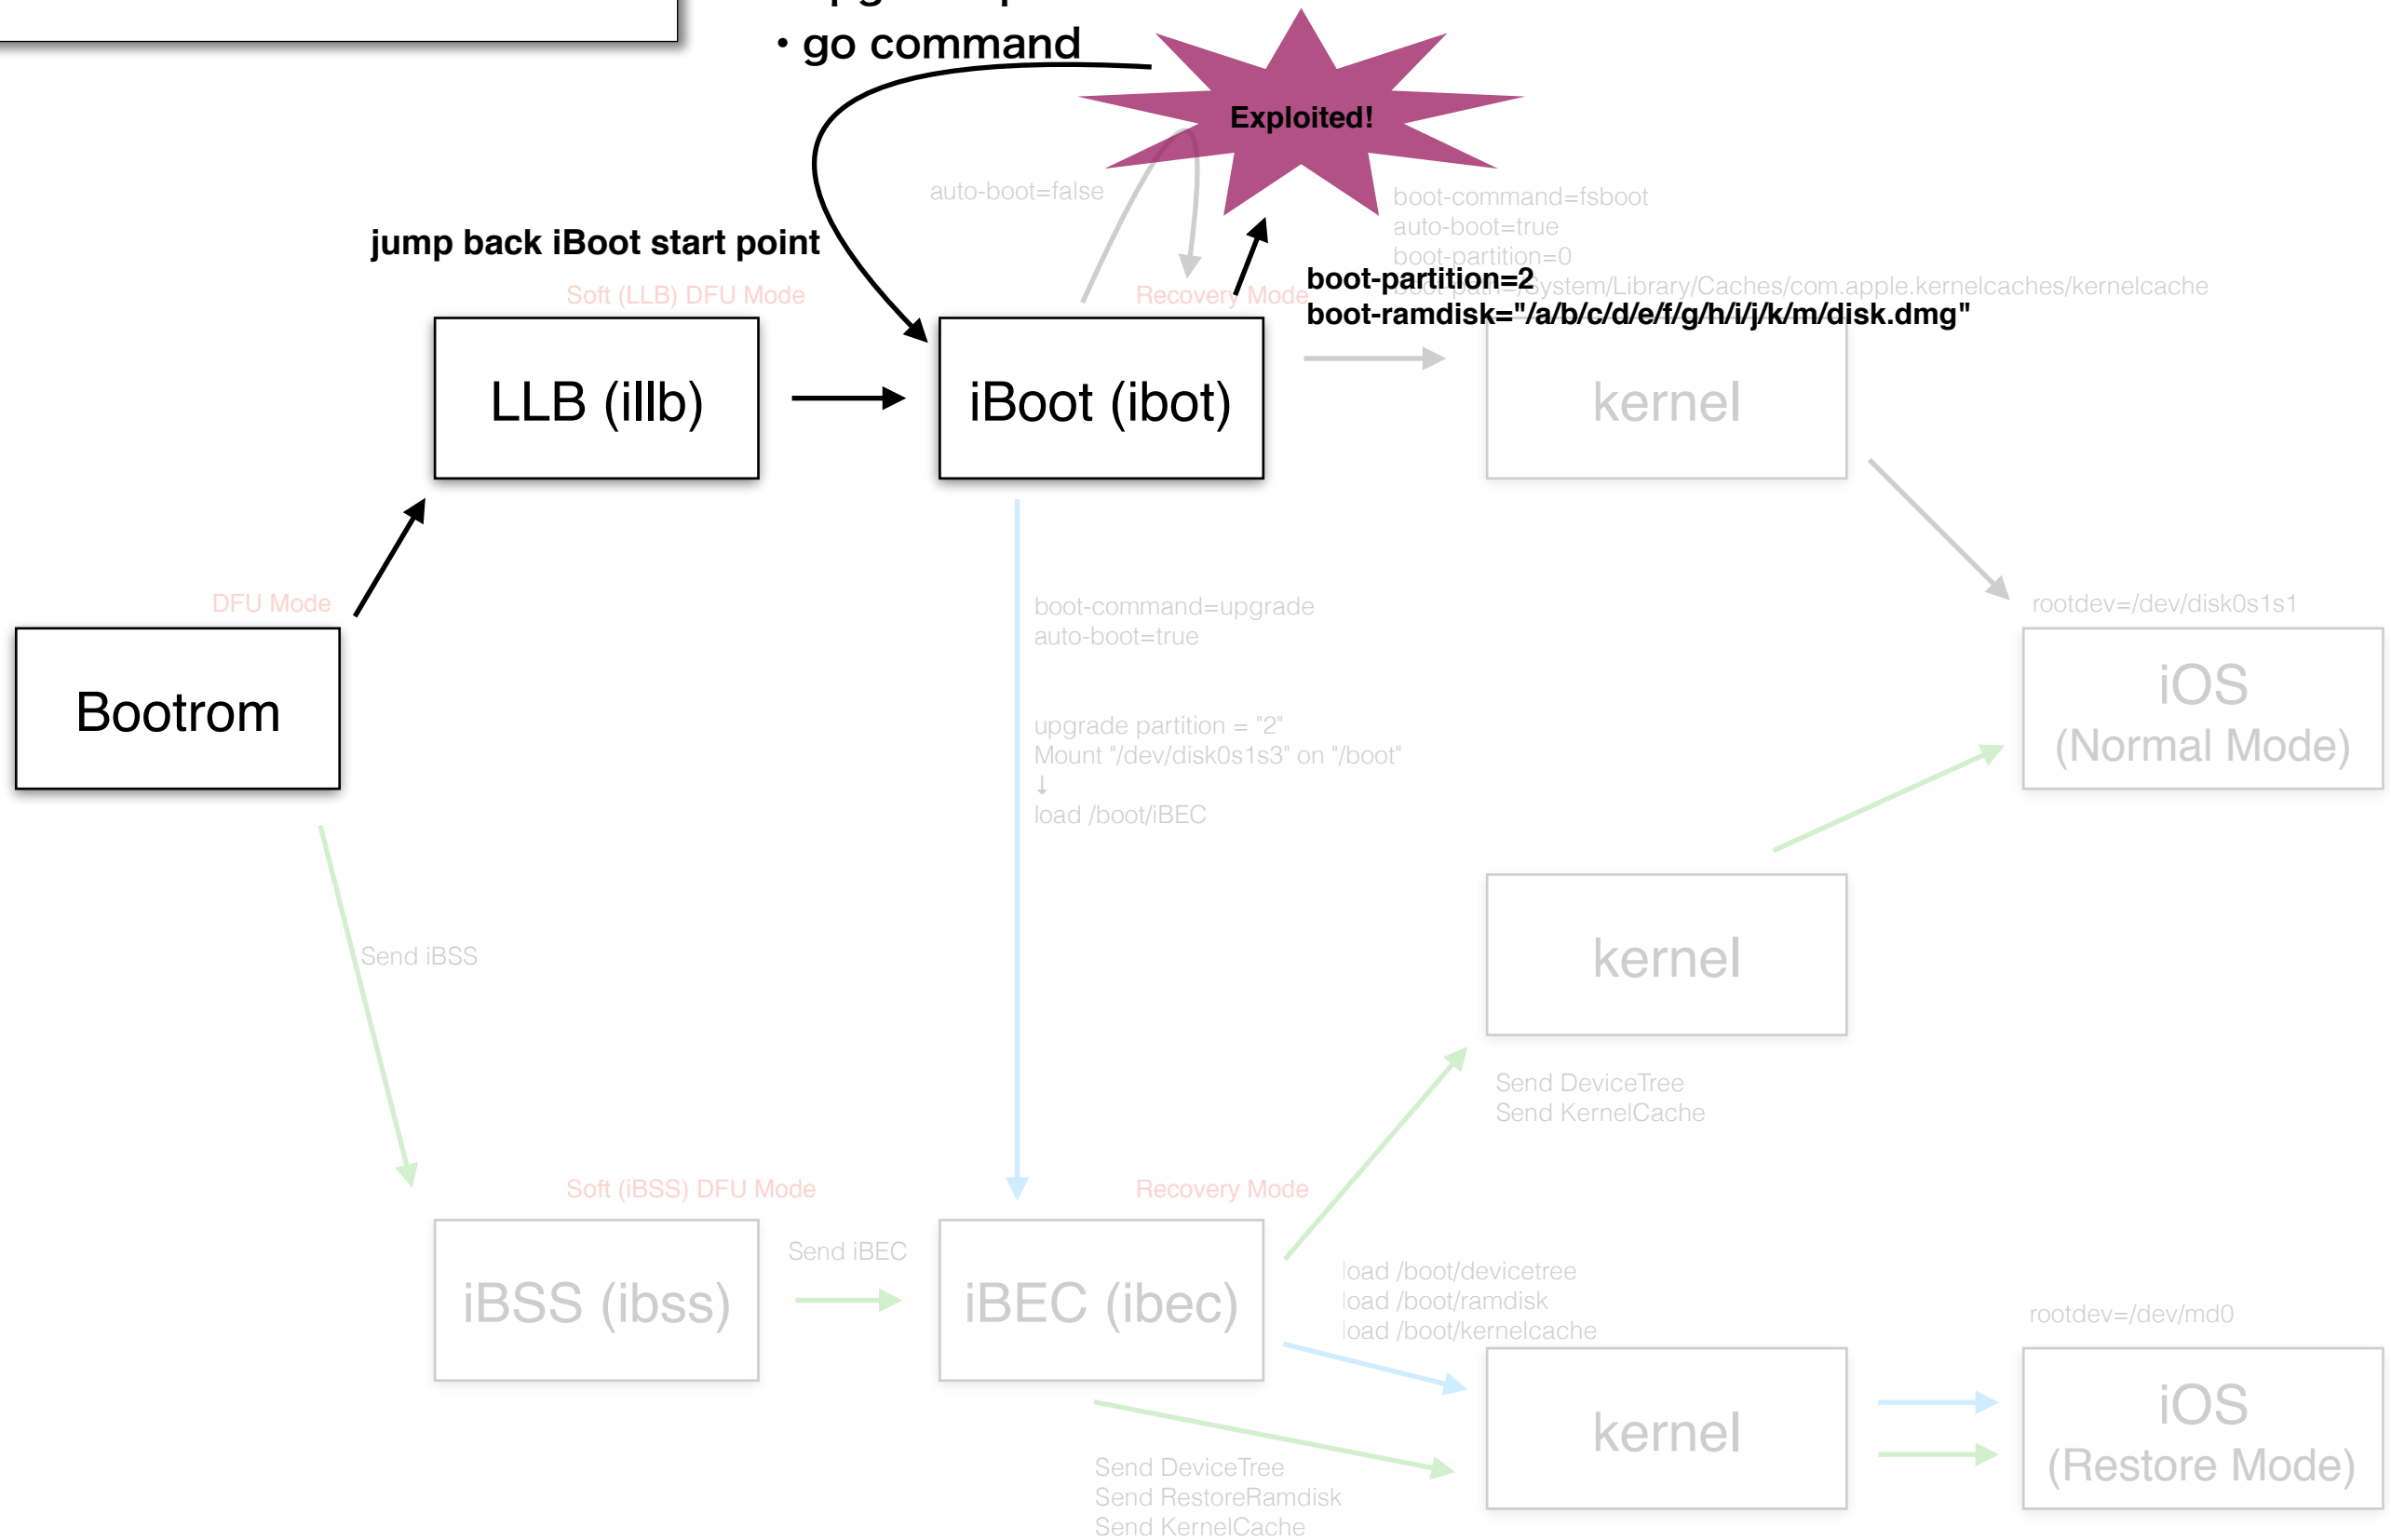 • go command
Exploited!
auto-boot=false
boot-command=fsboot
auto-boot=true
boot-partition=0
jump back iBoot start point
boot-partition=2
boot-path=/System/Library/Caches/com.apple.kernelcaches/kernelcache
boot-ramdisk="/a/b/c/d/e/f/g/h/i/j/k/m/disk.dmg"
Soft (LLB) DFU Mode
Recovery Mode
LLB (illb)
iBoot (ibot)
kernel
DFU Mode
Bootrom
boot-command=upgrade
auto-boot=true
upgrade partition = "2"
Mount "/dev/disk0s1s3" on "/boot"
↓
load /boot/iBEC
rootdev=/dev/disk0s1s1
iOS
(Normal Mode)
Send iBSS
kernel
Send DeviceTree
Send KernelCache
Soft (iBSS) DFU Mode
Recovery Mode
iBSS (ibss)
Send iBEC
iBEC (ibec)
load /boot/devicetree
load /boot/ramdisk
load /boot/kernelcache
rootdev=/dev/md0
kernel
iOS
(Restore Mode)
Send DeviceTree
Send RestoreRamdisk
Send KernelCache